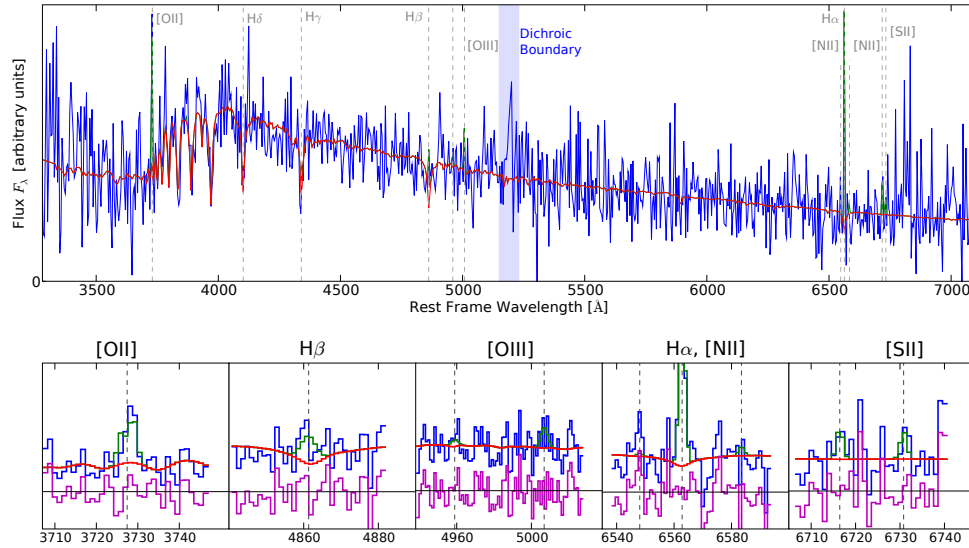 [OII]
Hδ
Hγ
Hβ
[OIII]
Dichroic
Boundary
Hα
[NII]
[NII]
[SII]
Flux Fλ [arbitrary units]
0
3500 4000 4500 5000 5500 6000 6500 7000
Rest Frame Wavelength [Å]
[OII] Hβ [OIII] Hα, [NII] [SII]
3710 3720 3730 3740 4860 4880 4960 5000 6540 6560 6580 6710 6720 6730 6740